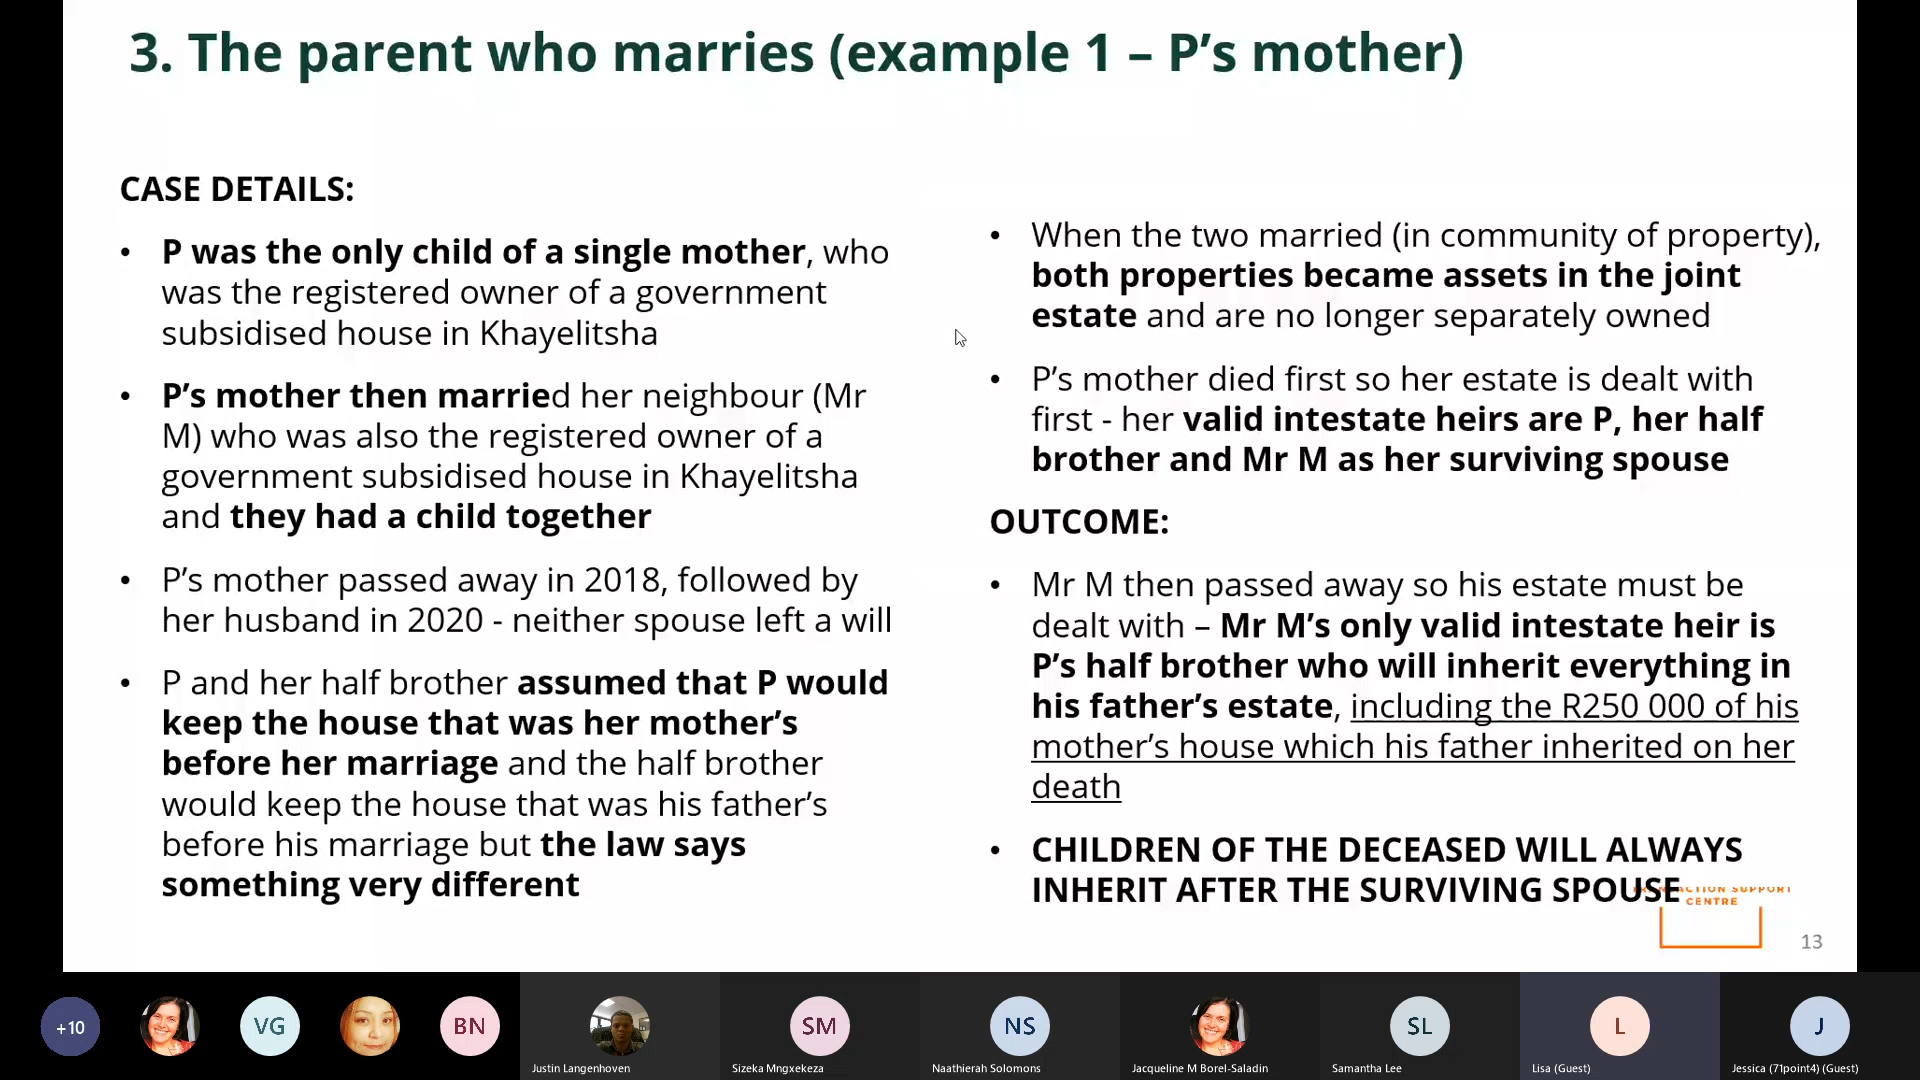 3. The parent who marries (example 1 – P’s mother)
CASE DETAILS:
• P was the only child of a single mother, who
was the registered owner of a government
subsidised house in Khayelitsha
• P’s mother then married her neighbour (Mr
M) who was also the registered owner of a
government subsidised house in Khayelitsha
and they had a child together
• P’s mother passed away in 2018, followed by
her husband in 2020 - neither spouse left a will
• P and her half brother assumed that P would
keep the house that was her mother’s
before her marriage and the half brother
would keep the house that was his father’s
before his marriage but the law says
something very different
• When the two married (in community of property),
both properties became assets in the joint
estate and are no longer separately owned
• P’s mother died first so her estate is dealt with
first - her valid intestate heirs are P, her half
brother and Mr M as her surviving spouse
OUTCOME:
• Mr M then passed away so his estate must be
dealt with – Mr M’s only valid intestate heir is
P’s half brother who will inherit everything in
his father’s estate, including the R250 000 of his
mother’s house which his father inherited on her
death
• CHILDREN OF THE DECEASED WILL ALWAYS
INHERIT AFTER THE SURVIVING SPOUSE
SUPPORT
CENTRE
13
+10
VG
BN
SM
NS
SL
L
J
Justin Langenhoven
Sizeka Mngxekeza
Naathierah Solomons
Jacqueline M Borel-Saladin
Samantha Lee
Lisa (Guest)
Jessica (71point4) (Guest)